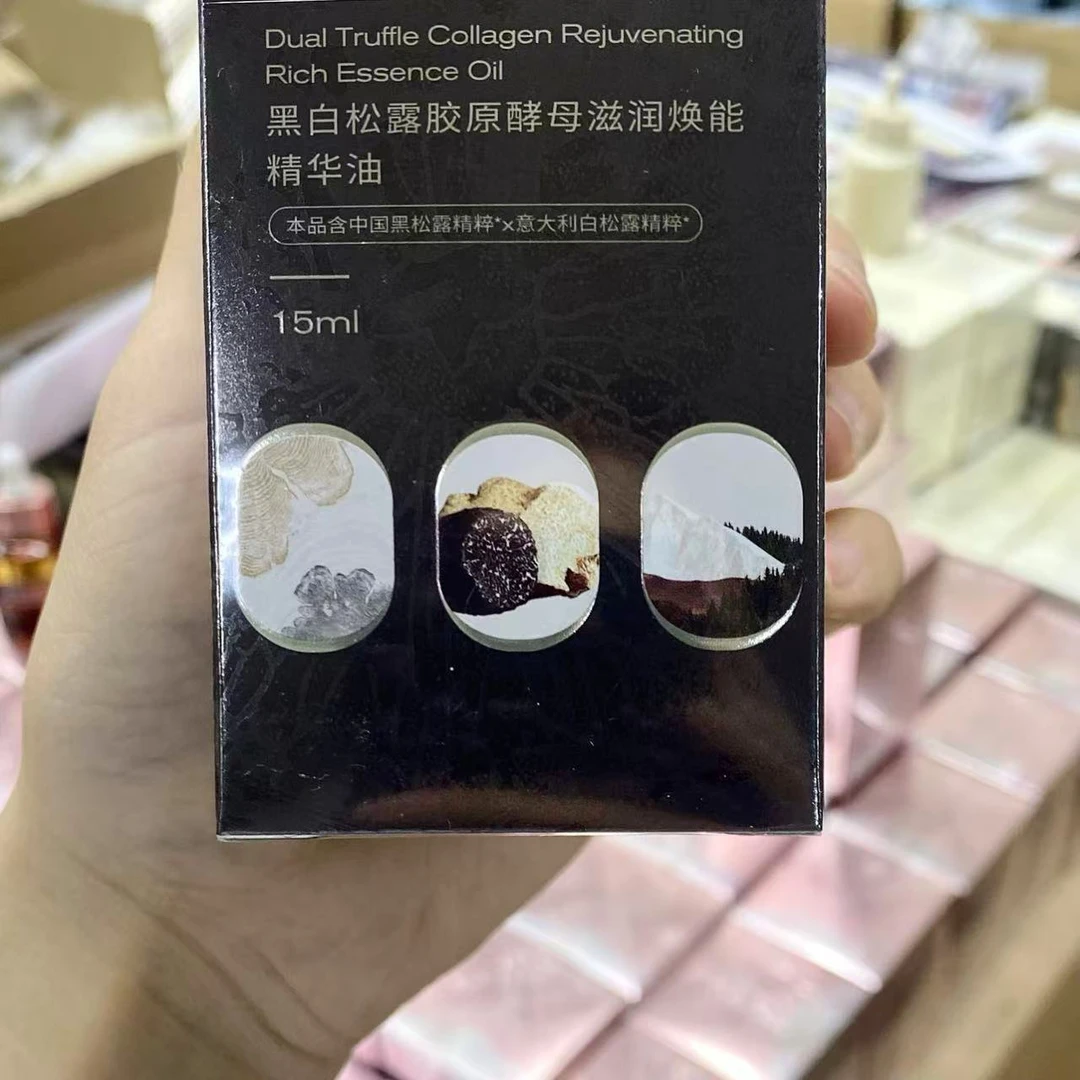 Dual Truffle Collagen Rejuvenating
Rich Essence Oil
黑白松露胶原酵母滋润焕能
精华油
本品含中国黑松露精粹*×意大利白松露精粹*
15ml